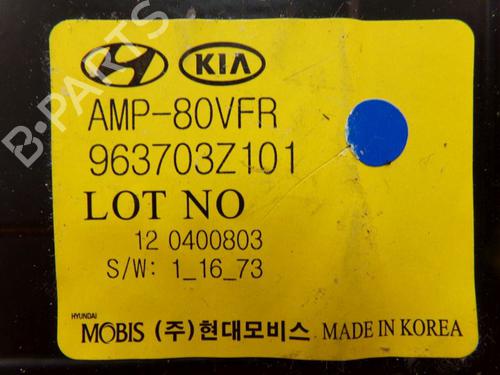 B-PARTS
KIA
AMP-80VFR
963703Z101
LOT NO
12 0400803
S/W: 1_16_73
HYUNDAI
MOBIS (주)현대모비스 MADE IN KOREA